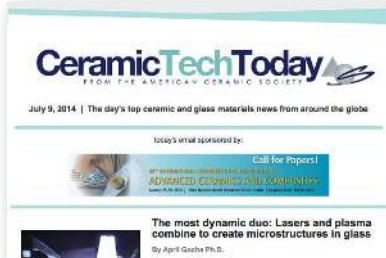 CeramicTechToday
FROM THE AMERICAN CERAMIC SOCIETY
July 9, 2014 | The day's top ceramic and glass materials news from around the globe
today's email sponsored by:
Call for Papers!
ADVANCED CERAMICS AND COMPOSITES
The most dynamic duo: Lasers and plasma
combine to create microstructures in glass
By April Gocha Ph.D.